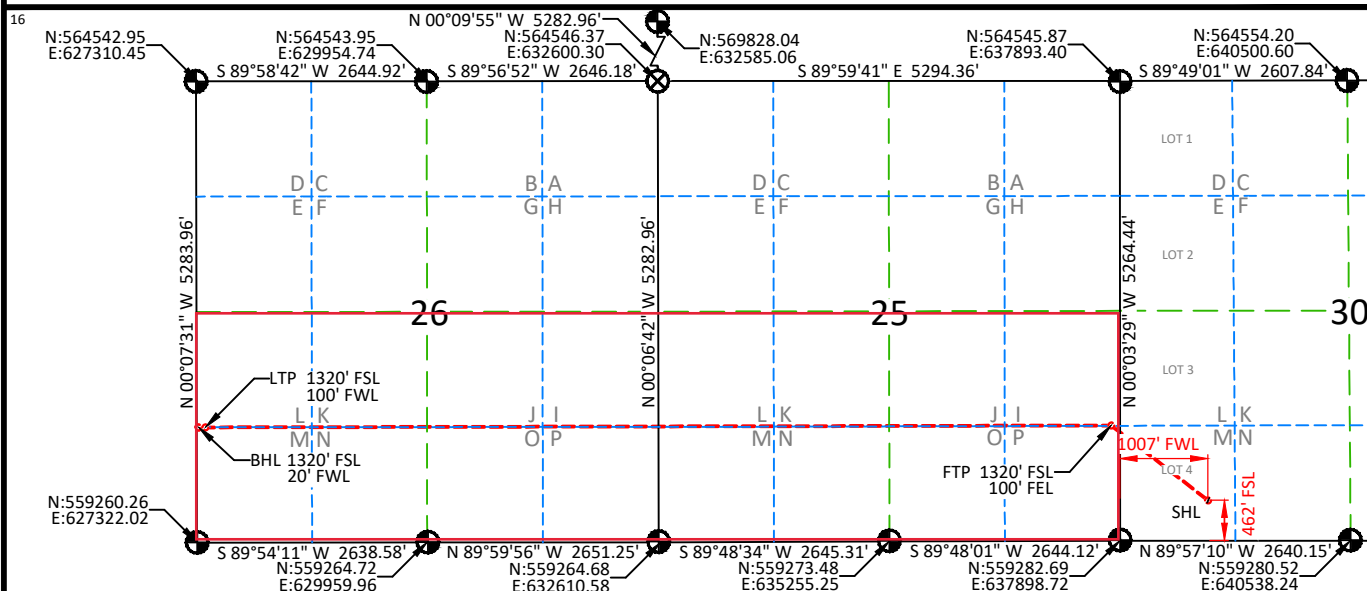 16
N 00°09'55" W 5282.96'
N:564542.95
E:627310.45
N:564543.95
E:629954.74
N:564546.37
E:632600.30
N:569828.04
E:632585.06
N:564545.87
E:637893.40
N:564554.20
E:640500.60
S 89°58'42" W 2644.92'
S 89°56'52" W 2646.18'
S 89°59'41" E 5294.36'
S 89°49'01" W 2607.84'
LOT 1
D C
E F
B A
G H
D C
E F
B A
G H
D C
E F
N 00°07'31" W 5283.96'
N 00°06'42" W 5282.96'
N 00°03'29" W 5264.44'
LOT 2
26
25
30
LOT 3
LTP 1320' FSL
100' FWL
L K
M N
J I
O P
L K
M N
J I
O P
L K
M N
BHL 1320' FSL
20' FWL
FTP 1320' FSL
100' FEL
1007' FWL
LOT 4
SHL
462' FSL
N:559260.26
E:627322.02
S 89°54'11" W 2638.58'
N 89°59'56" W 2651.25'
S 89°48'34" W 2645.31'
S 89°48'01" W 2644.12'
N 89°57'10" W 2640.15'
N:559264.72
E:629959.96
N:559264.68
E:632610.58
N:559273.48
E:635255.25
N:559282.69
E:637898.72
N:559280.52
E:640538.24